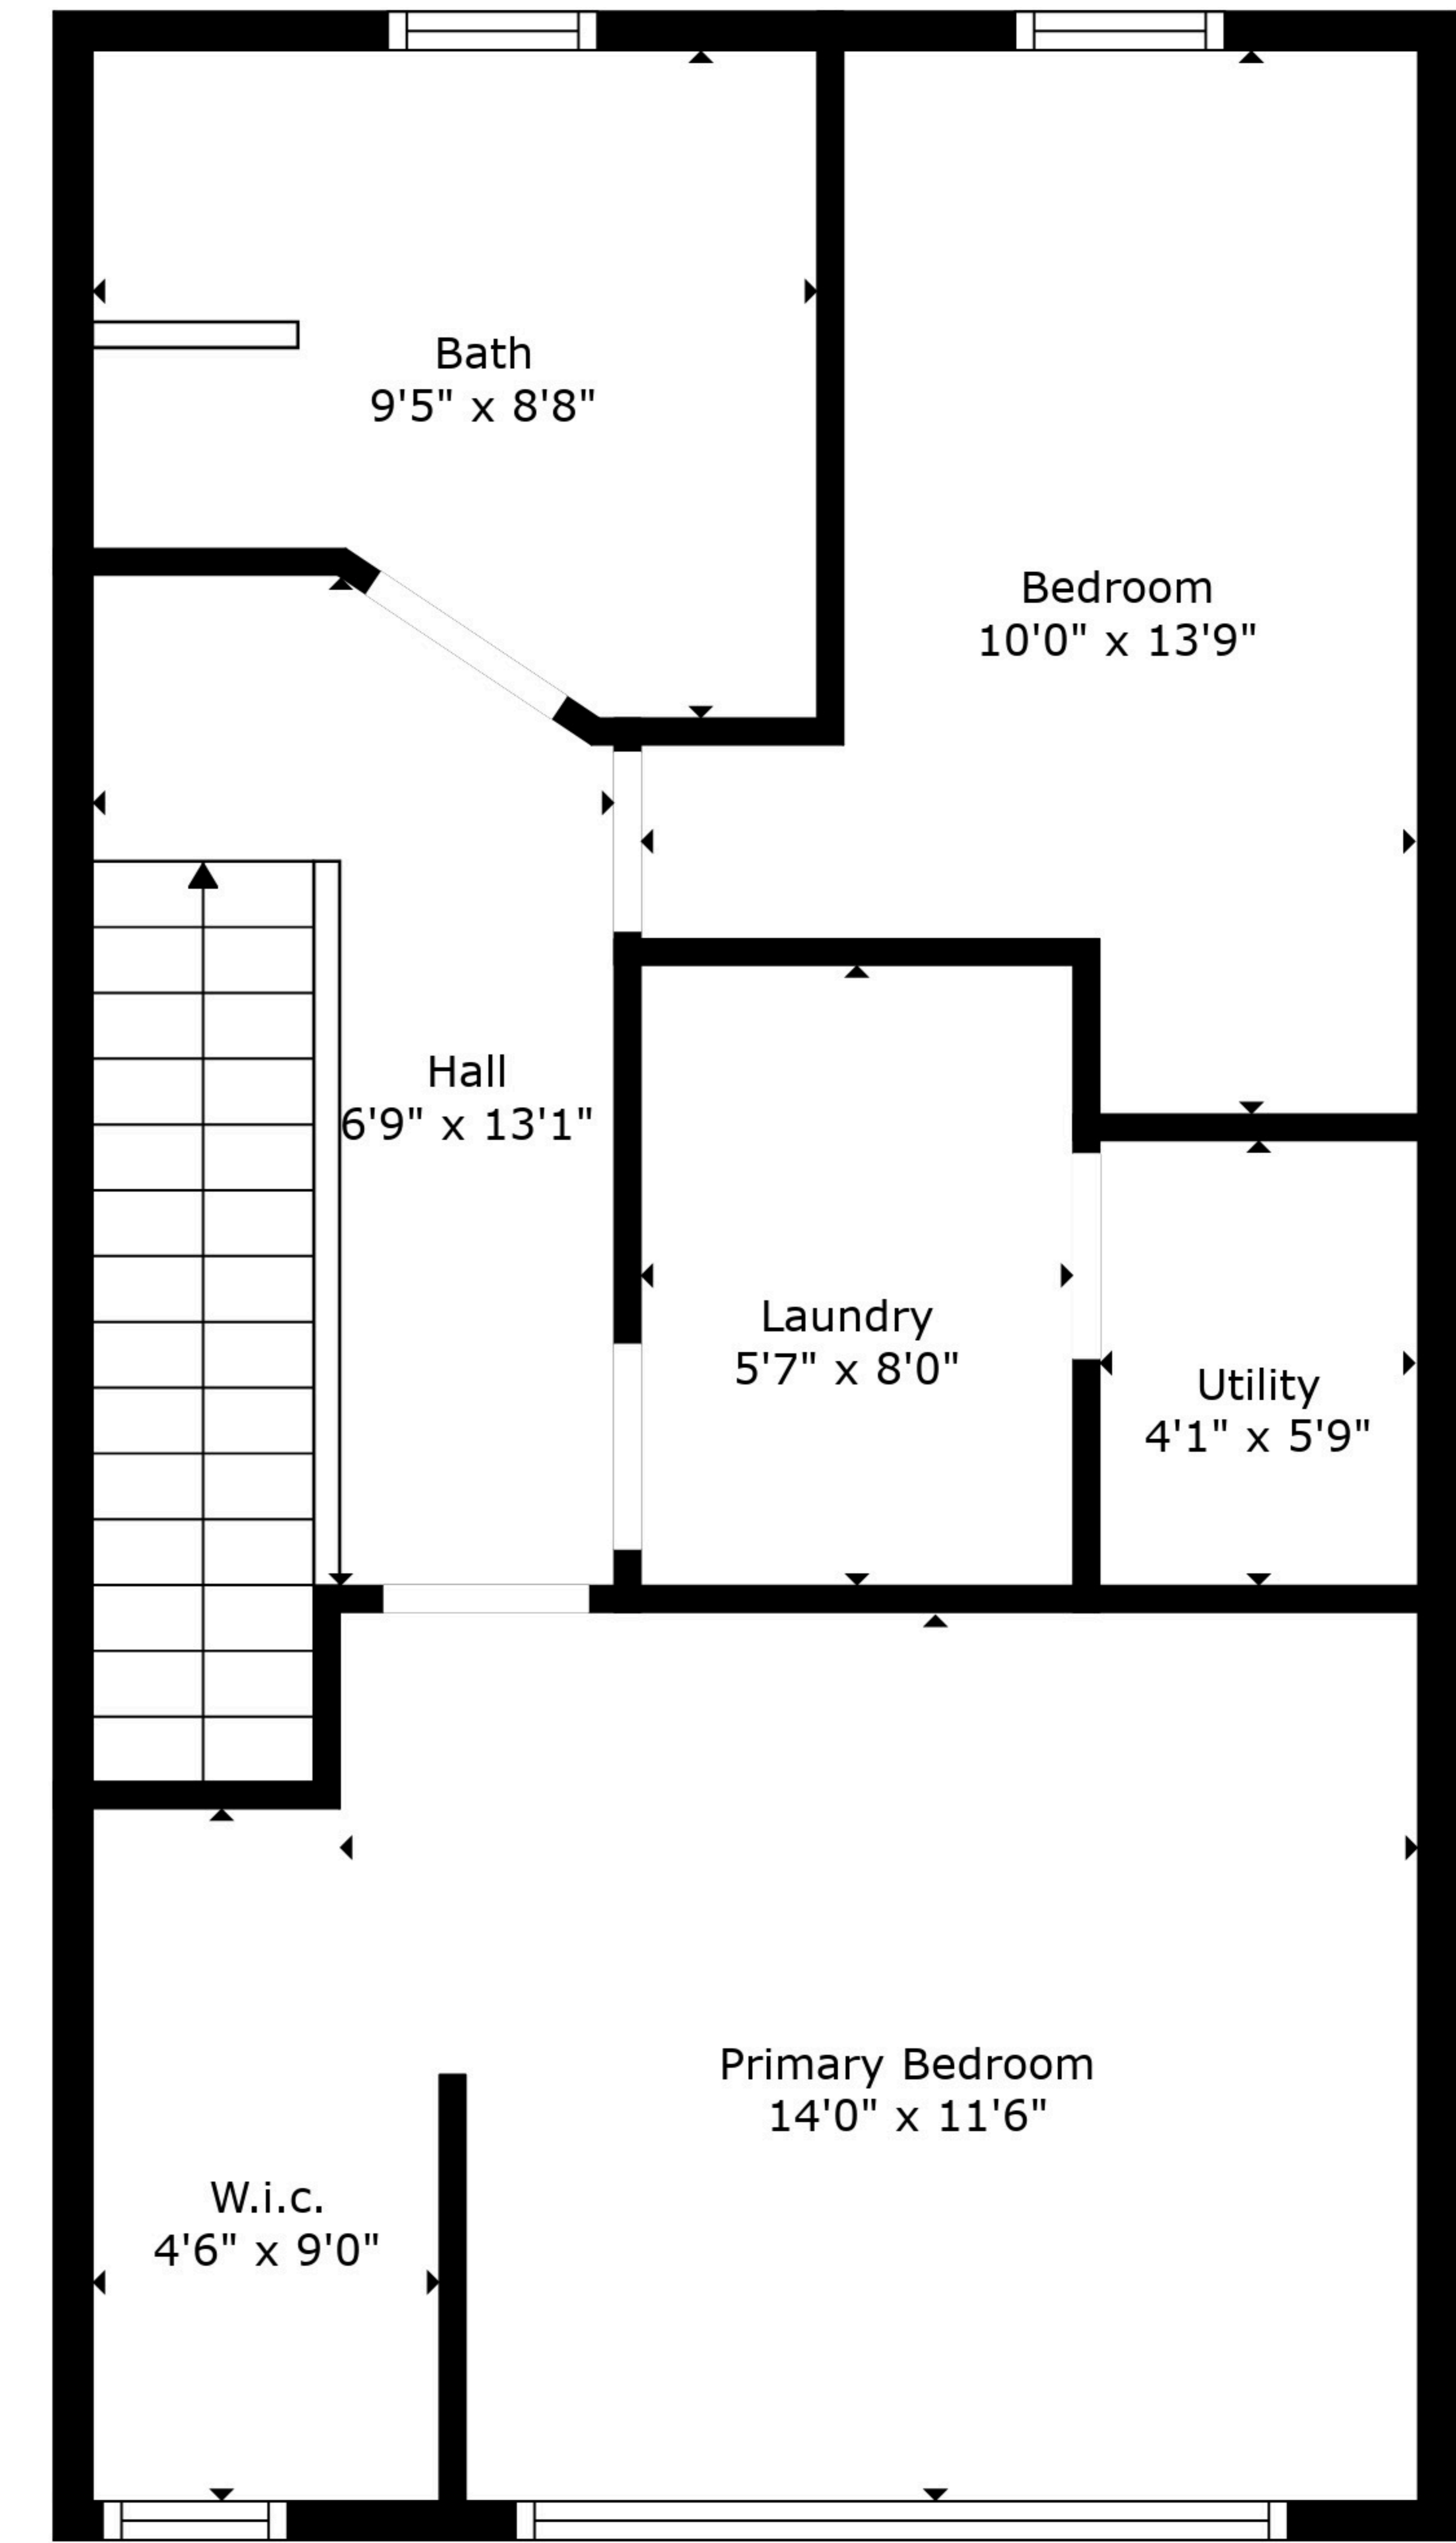 Bath
9'5" x 8'8"
Bedroom
10'0" x 13'9"
Hall
6'9" x 13'1"
Laundry
5'7" x 8'0"
Utility
4'1" x 5'9"
Primary Bedroom
14'0" x 11'6"
W.i.c.
4'6" x 9'0"